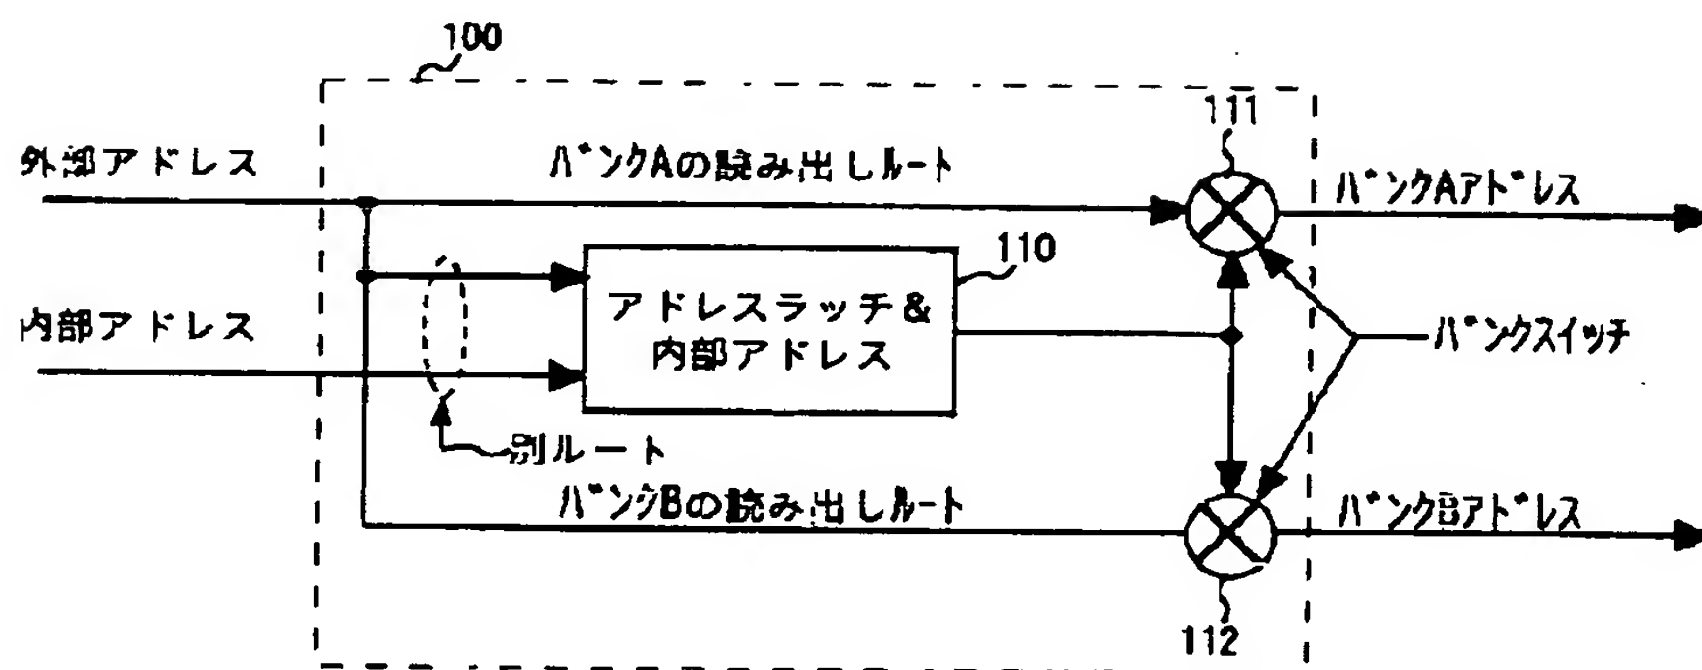 100
111
外部アドレス
バンクAの読み出しルート
バンクAアドレス
110
アドレスラッチ&
内部アドレス
内部アドレス
バンクスイッチ
別ルート
バンクBの読み出しルート
バンクBアドレス
112